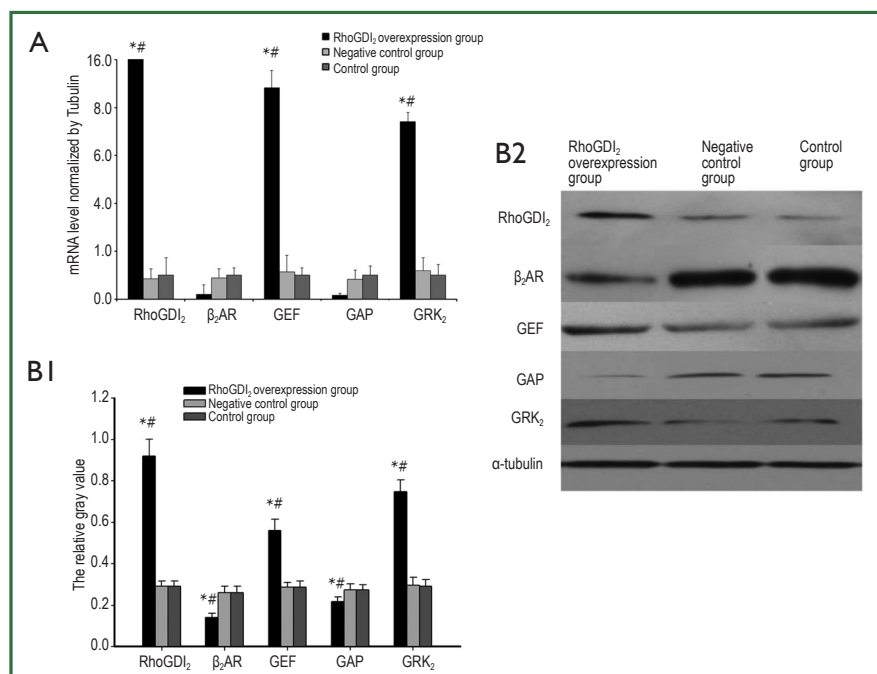 A
RhoGDI₂ overexpression group
Negative control group
Control group
mRNA level normalized by Tubulin
16.0
8.0
6.0
1.0
0.0
*#
*#
*#
RhoGDI₂ β₂AR GEF GAP GRK₂
B1
RhoGDI₂ overexpression group
Negative control group
Control group
The relative gray value
1.2
1.0
0.8
0.6
0.4
0.2
0.0
*#
*#
*#
*#
*#
RhoGDI₂ β₂AR GEF GAP GRK₂
B2
RhoGDI₂
overexpression
group
Negative
control
group
Control
group
RhoGDI₂
β₂AR
GEF
GAP
GRK₂
α-tubulin